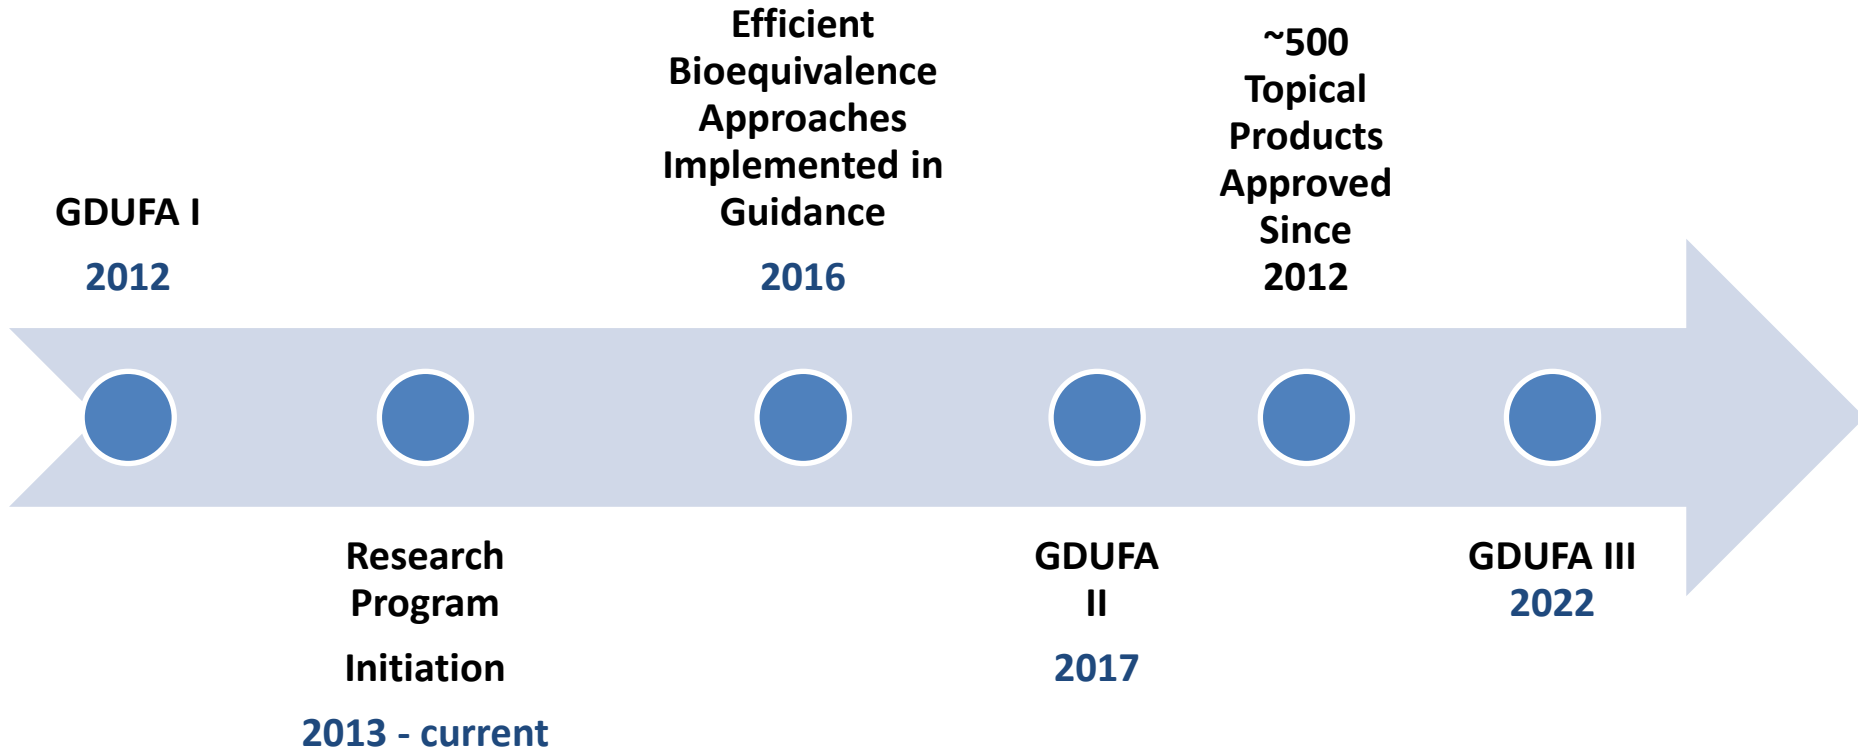 GDUFA I
2012
Research
Program
Initiation
2013 - current
Efficient
Bioequivalence
Approaches
Implemented in
Guidance
2016
GDUFA
II
2017
~500
Topical
Products
Approved
Since
2012
GDUFA III
2022